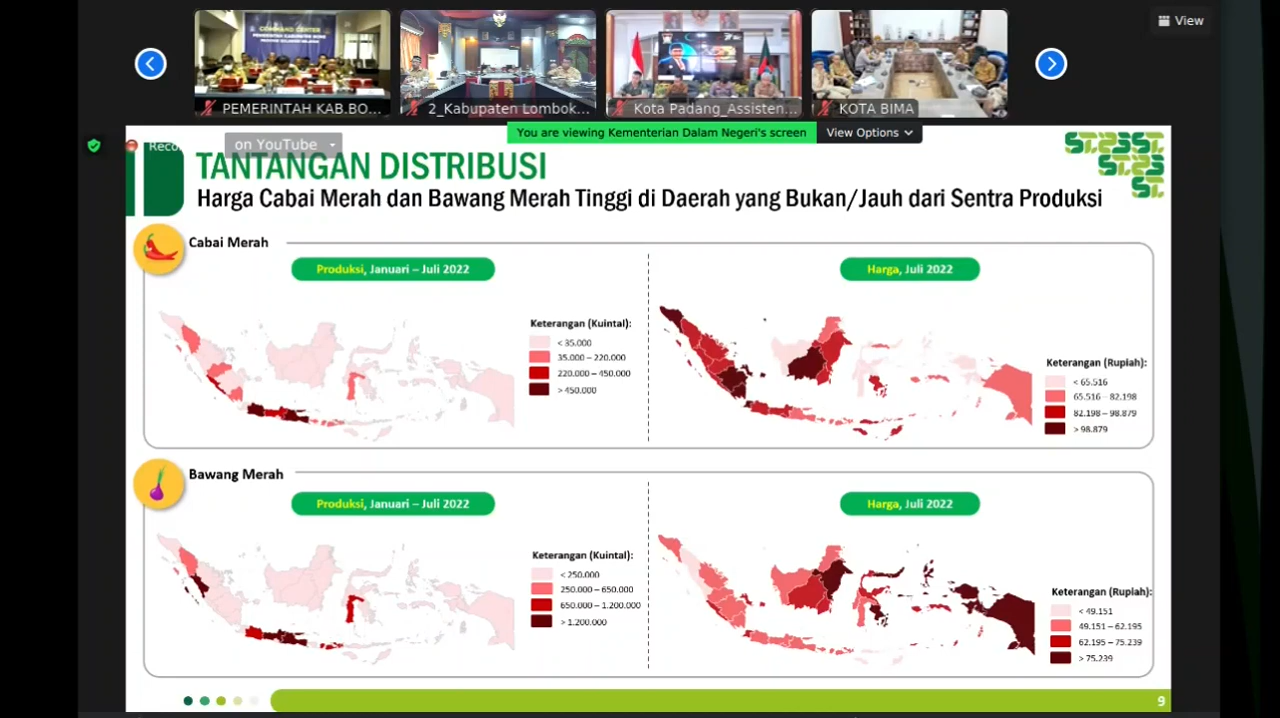 View
COMMAND CENTER
PEMERINTAH KAB.BO...
2_Kabupaten Lombok...
Kota Padang_Assisten...
KOTA BIMA
You are viewing Kementerian Dalam Negeri's screen
View Options
on YouTube
TANTANGAN DISTRIBUSI
Harga Cabai Merah dan Bawang Merah Tinggi di Daerah yang Bukan/Jauh dari Sentra Produksi
Cabai Merah
Produksi, Januari – Juli 2022
Keterangan (Kuintal):
< 35.000
35.000 – 220.000
220.000 – 450.000
> 450.000
Harga, Juli 2022
Keterangan (Rupiah):
< 65.516
65.516 – 82.198
82.198 – 98.879
> 98.879
Bawang Merah
Produksi, Januari – Juli 2022
Keterangan (Kuintal):
< 250.000
250.000 – 650.000
650.000 – 1.200.000
> 1.200.000
Harga, Juli 2022
Keterangan (Rupiah):
< 49.151
49.151 – 62.195
62.195 – 75.239
> 75.239
9